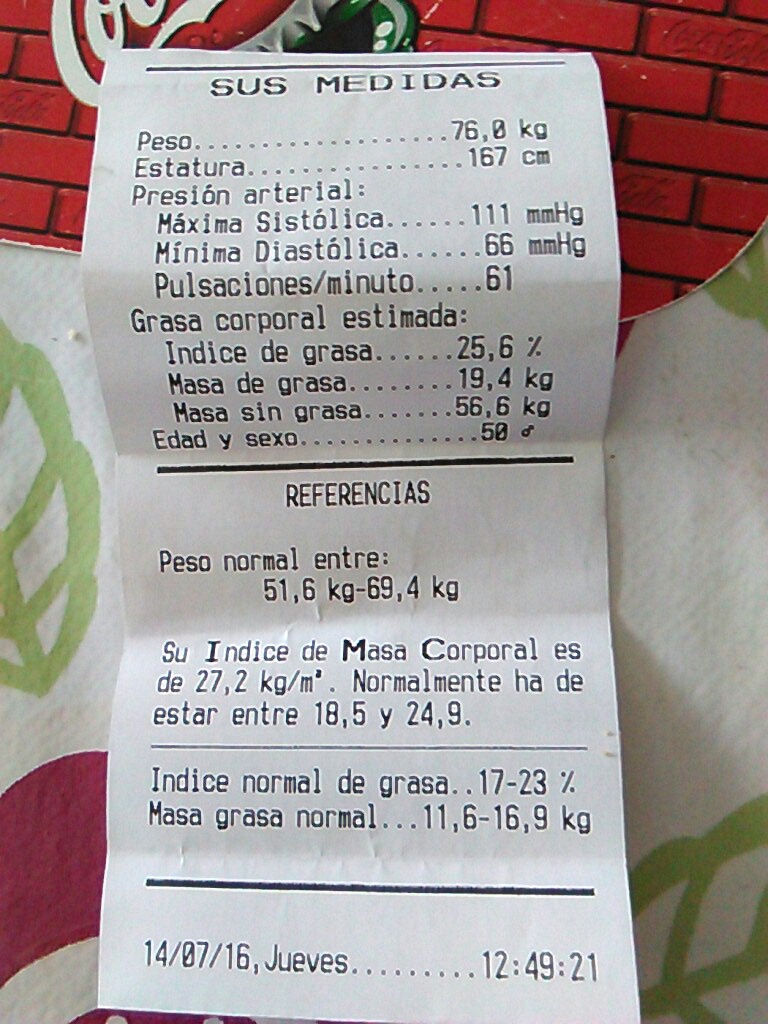 Coca
SUS MEDIDAS
Peso.....................76,0 kg
Estatura..................167 cm
Presión arterial:
Máxima Sistólica......111 mmHg
Mínima Diastólica......66 mmHg
Pulsaciones/minuto.....61
Grasa corporal estimada:
Indice de grasa......25,6 %
Masa de grasa........19,4 kg
Masa sin grasa.......56,6 kg
Edad y sexo..............50 ♂
REFERENCIAS
Peso normal entre:
51,6 kg-69,4 kg
Su Indice de Masa Corporal es
de 27,2 kg/m². Normalmente ha de
estar entre 18,5 y 24,9.
Indice normal de grasa..17-23 %
Masa grasa normal...11,6-16,9 kg
14/07/16,Jueves.........12:49:21